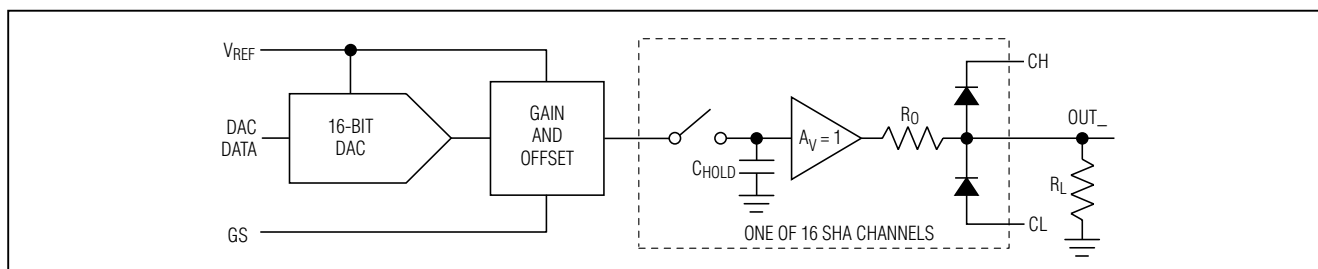 VREF
DAC
DATA
16-BIT
DAC
GS
GAIN
AND
OFFSET
CHOLD
AV = 1
RO
CH
CL
OUT_
RL
ONE OF 16 SHA CHANNELS